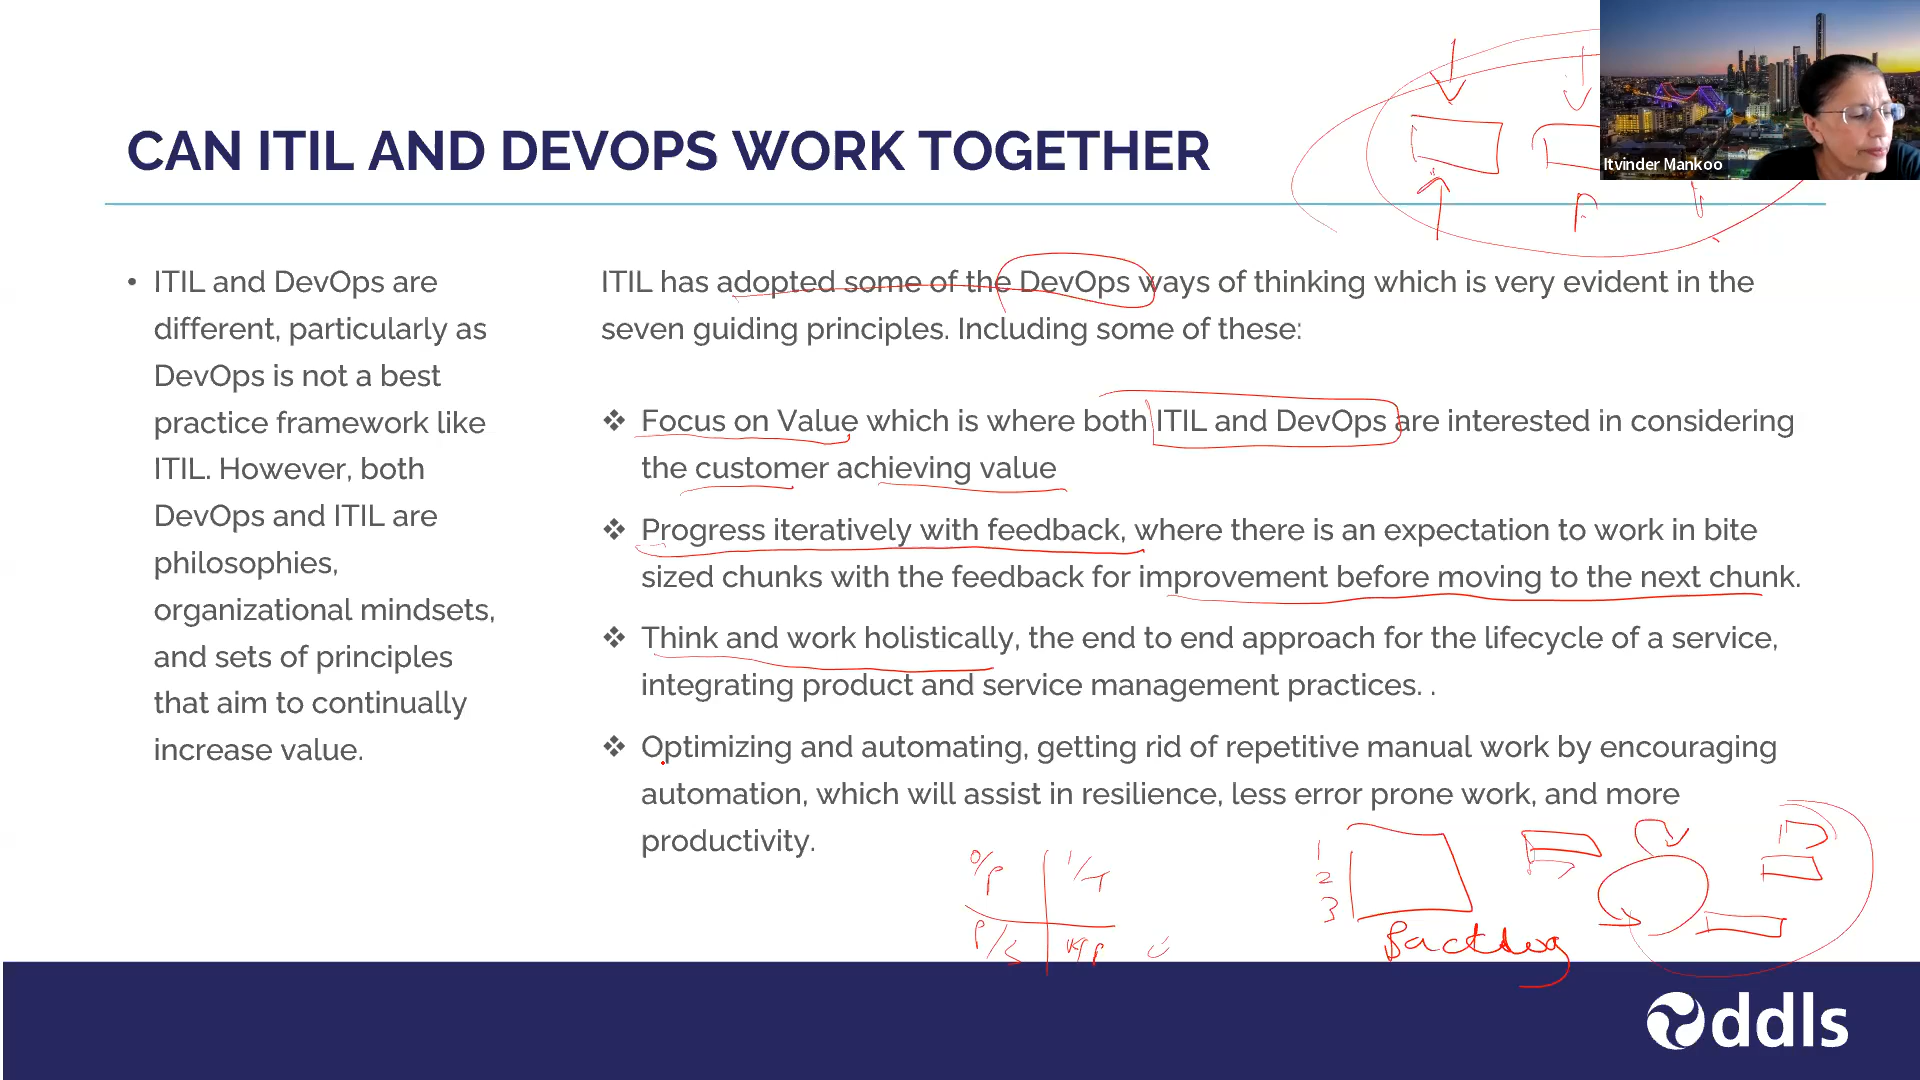 CAN ITIL AND DEVOPS WORK TOGETHER
Itvinder Mankoo
• ITIL and DevOps are
different, particularly as
DevOps is not a best
practice framework like
ITIL. However, both
DevOps and ITIL are
philosophies,
organizational mindsets,
and sets of principles
that aim to continually
increase value.
ITIL has adopted some of the DevOps ways of thinking which is very evident in the
seven guiding principles. Including some of these:
❖ Focus on Value which is where both ITIL and DevOps are interested in considering
the customer achieving value
❖ Progress iteratively with feedback, where there is an expectation to work in bite
sized chunks with the feedback for improvement before moving to the next chunk.
❖ Think and work holistically, the end to end approach for the lifecycle of a service,
integrating product and service management practices. .
❖ Optimizing and automating, getting rid of repetitive manual work by encouraging
automation, which will assist in resilience, less error prone work, and more
productivity.
O/P
I/T
P/S
1
2
3
Backlog
ddls